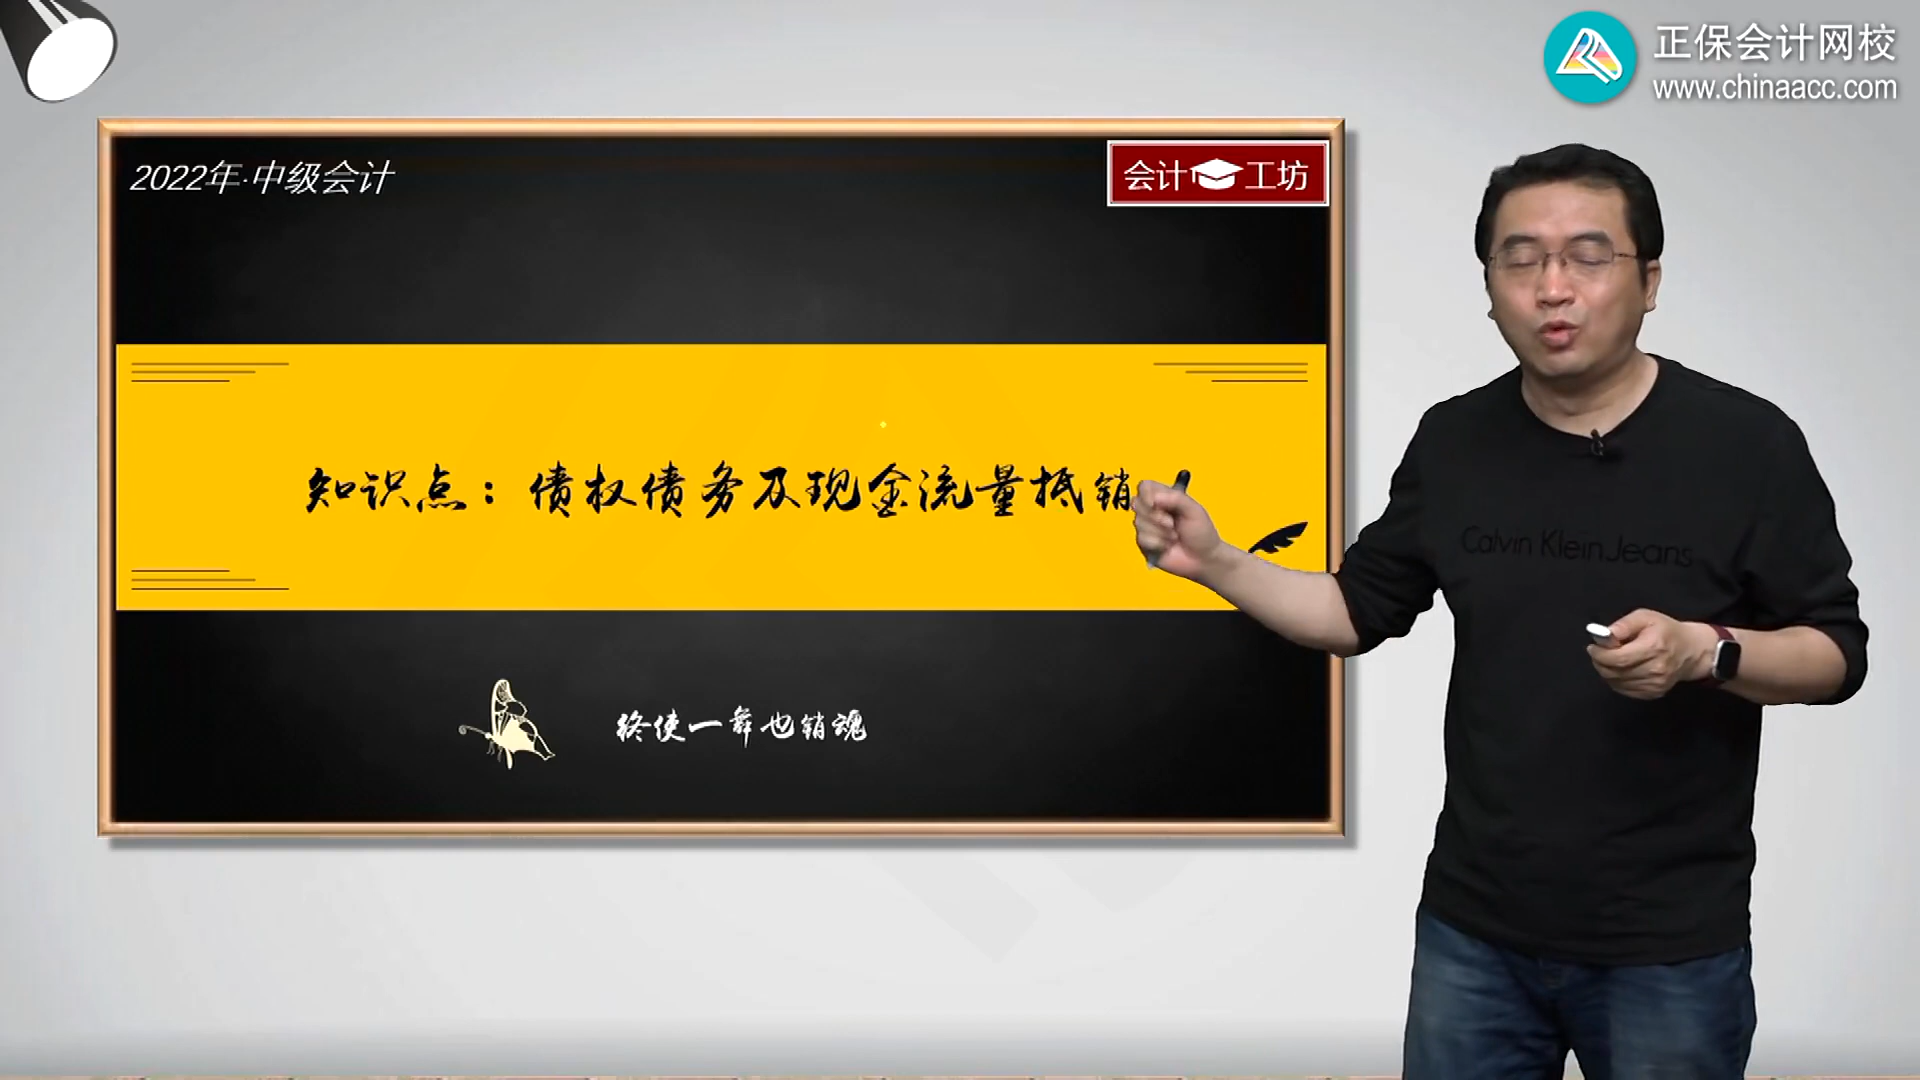 正保会计网校
www.chinaacc.com
2022年·中级会计
会计工坊
知识点：债权债务及现金流量抵销
终使一舞也销魂
Calvin Klein Jeans